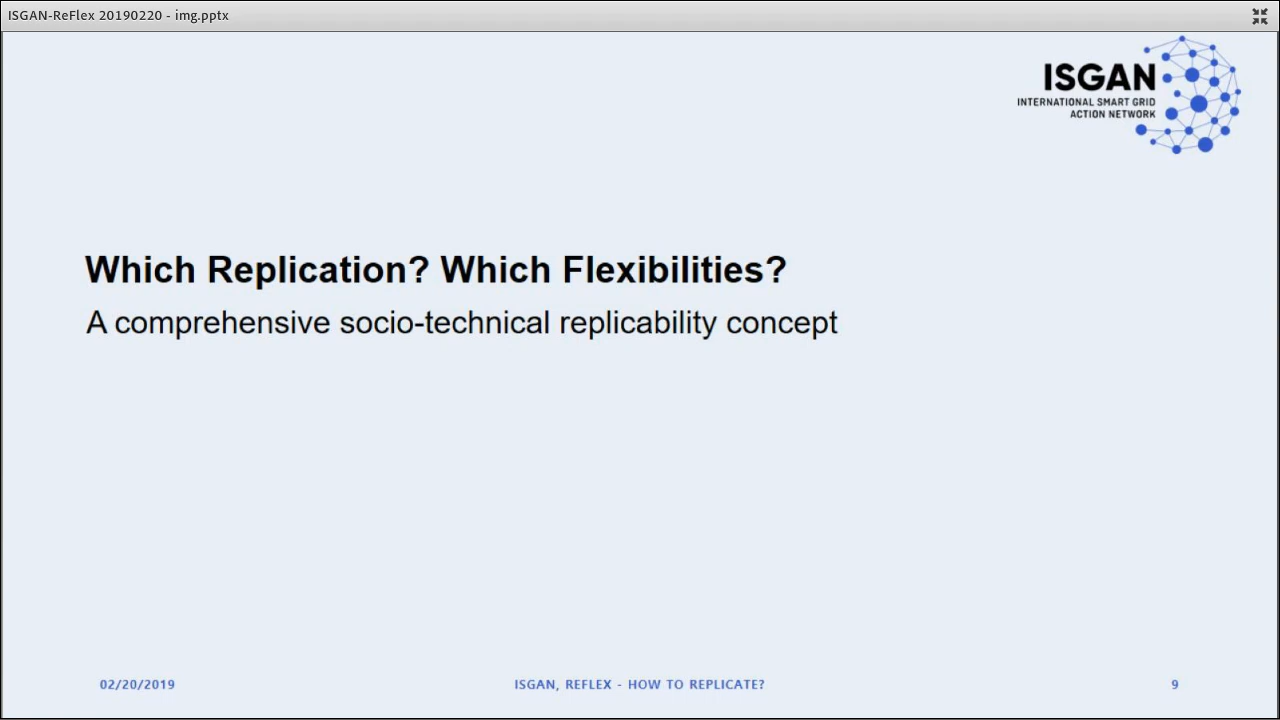 ISGAN-ReFlex 20190220 - img.pptx
ISGAN
INTERNATIONAL SMART GRID
ACTION NETWORK
Which Replication? Which Flexibilities?
A comprehensive socio-technical replicability concept
02/20/2019
ISGAN, REFLEX - HOW TO REPLICATE?
9